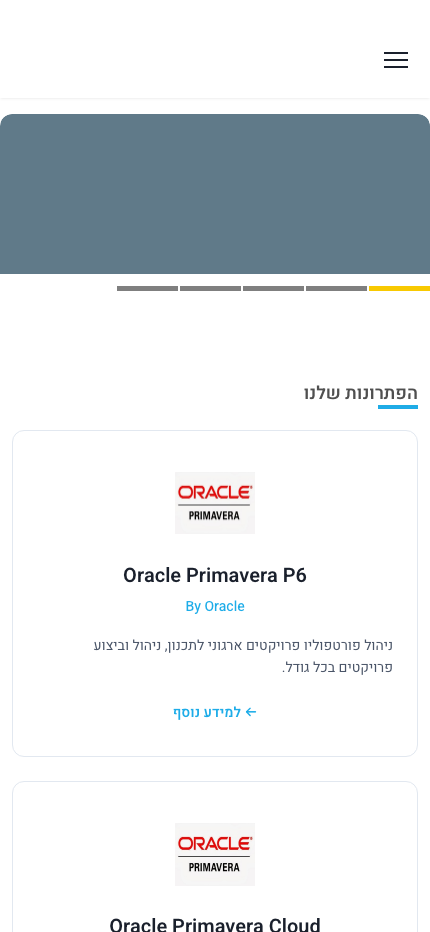 הפתרונות שלנו
ORACLE
PRIMAVERA
Oracle Primavera P6
By Oracle
ניהול פורטפוליו פרויקטים ארגוני לתכנון, ניהול וביצוע
פרויקטים בכל גודל.
← למידע נוסף
ORACLE
PRIMAVERA
Oracle Primavera Cloud